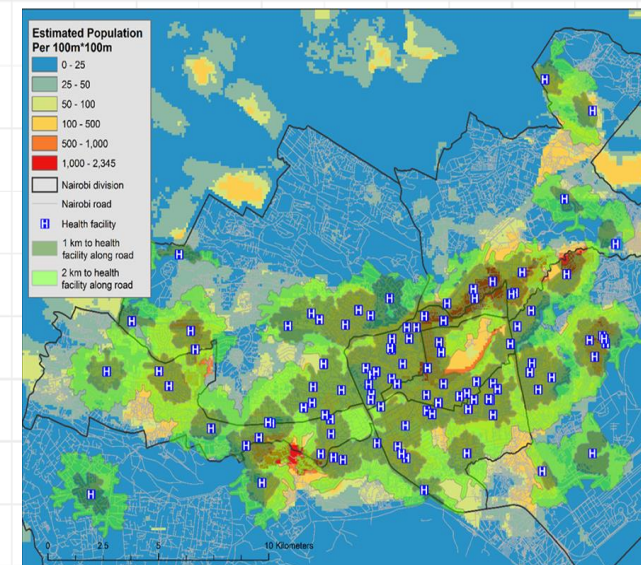 Estimated Population
Per 100m*100m
0 - 25
25 - 50
50 - 100
100 - 500
500 - 1,000
1,000 - 2,345
Nairobi division
Nairobi road
H Health facility
1 km to health
facility along road
2 km to health
facility along road
0 2.5 5 10 Kilometers